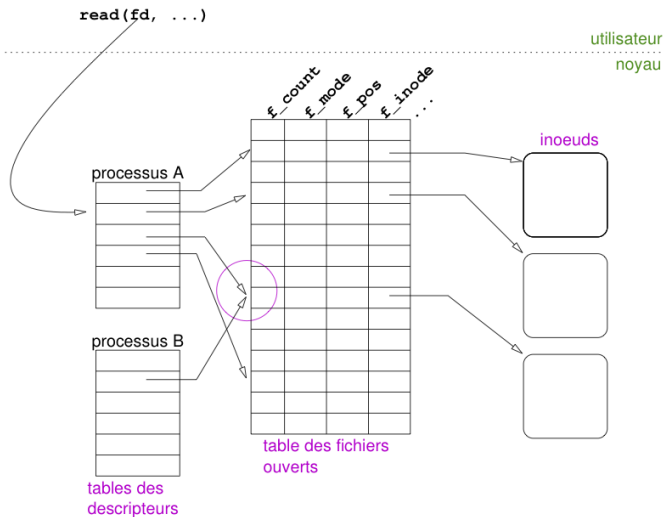 read(fd, ...)
utilisateur
noyau
f_count
f_mode
f_pos
f_inode
...
inoeuds
processus A
processus B
table des fichiers
ouverts
tables des
descripteurs